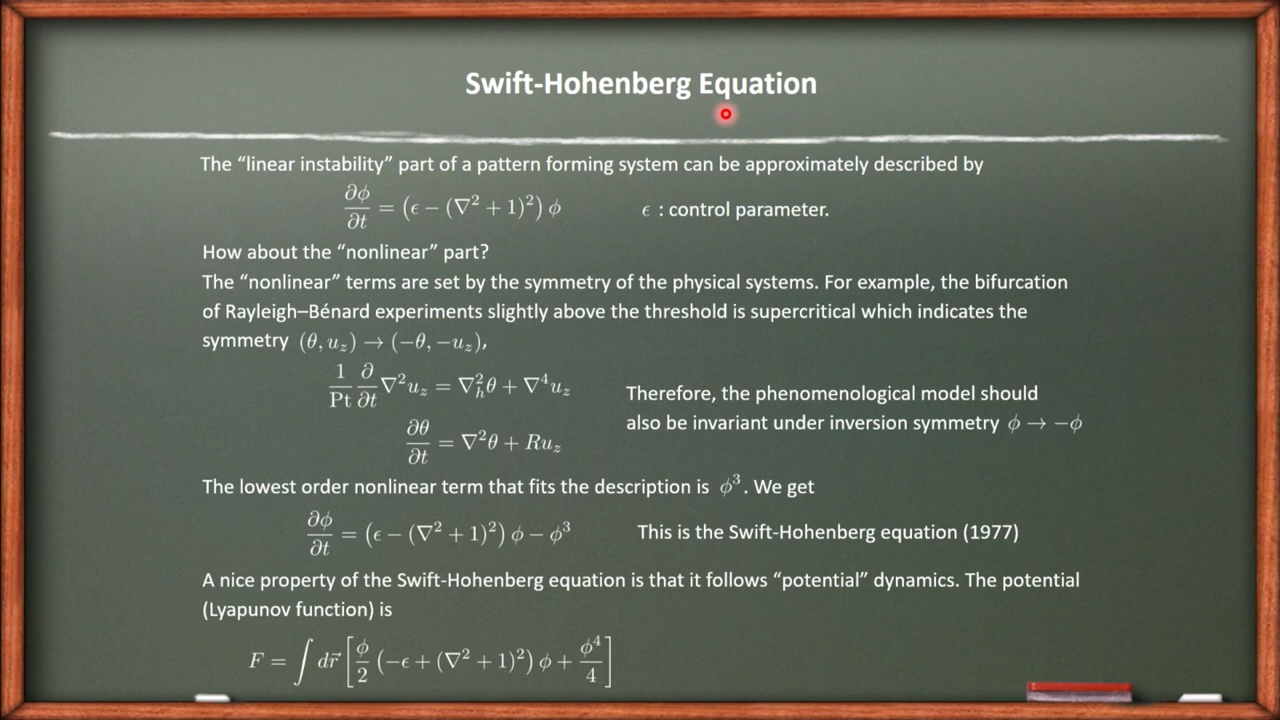 Swift-Hohenberg Equation
The “linear instability” part of a pattern forming system can be approximately described by
∂ϕ/∂t = (ϵ − (∇² + 1)²) ϕ   ϵ : control parameter.
How about the “nonlinear” part?
The “nonlinear” terms are set by the symmetry of the physical systems. For example, the bifurcation
of Rayleigh–Bénard experiments slightly above the threshold is supercritical which indicates the
symmetry (θ, u_z) → (−θ, −u_z),
1/Pt ∂/∂t ∇²u_z = ∇_h²θ + ∇⁴u_z
Therefore, the phenomenological model should
also be invariant under inversion symmetry ϕ → −ϕ
∂θ/∂t = ∇²θ + Ru_z
The lowest order nonlinear term that fits the description is ϕ³. We get
∂ϕ/∂t = (ϵ − (∇² + 1)²) ϕ − ϕ³   This is the Swift-Hohenberg equation (1977)
A nice property of the Swift-Hohenberg equation is that it follows “potential” dynamics. The potential
(Lyapunov function) is
F = ∫ dr⃗ [ϕ/2 (−ϵ + (∇² + 1)²) ϕ + ϕ⁴/4]